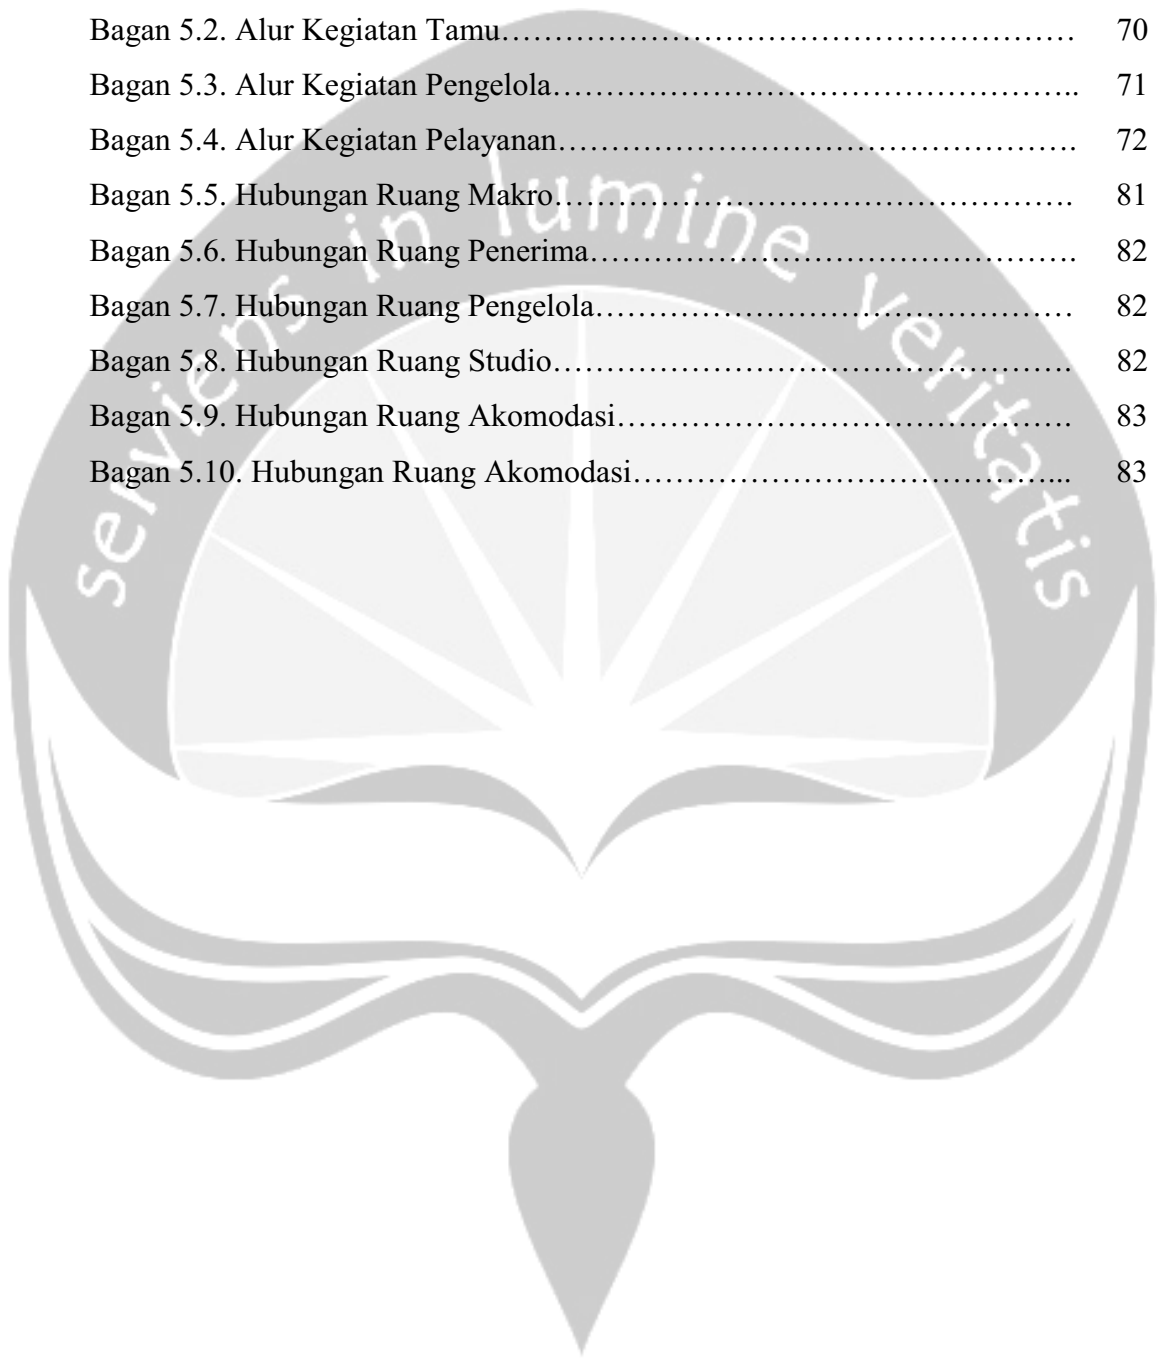 Bagan 5.2. Alur Kegiatan Tamu………………………………………………… 70
Bagan 5.3. Alur Kegiatan Pengelola…………………………………………….. 71
Bagan 5.4. Alur Kegiatan Pelayanan……………………………………………. 72
Bagan 5.5. Hubungan Ruang Makro……………………………………………. 81
Bagan 5.6. Hubungan Ruang Penerima…………………………………………. 82
Bagan 5.7. Hubungan Ruang Pengelola………………………………………… 82
Bagan 5.8. Hubungan Ruang Studio……………………………………………. 82
Bagan 5.9. Hubungan Ruang Akomodasi………………………………………. 83
Bagan 5.10. Hubungan Ruang Akomodasi……………………………………... 83
serviens in lumine veritatis